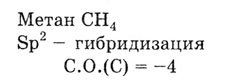 Метан CH₄
Sp² – гибридизация
С.О.(С) = –4